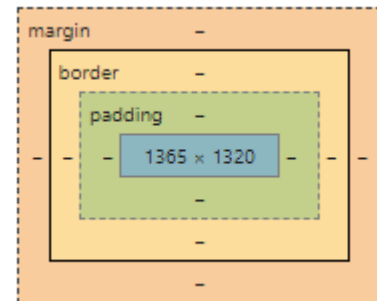 margin –
border –
padding –
– – – 1365 × 1320 – – –
–
–
–